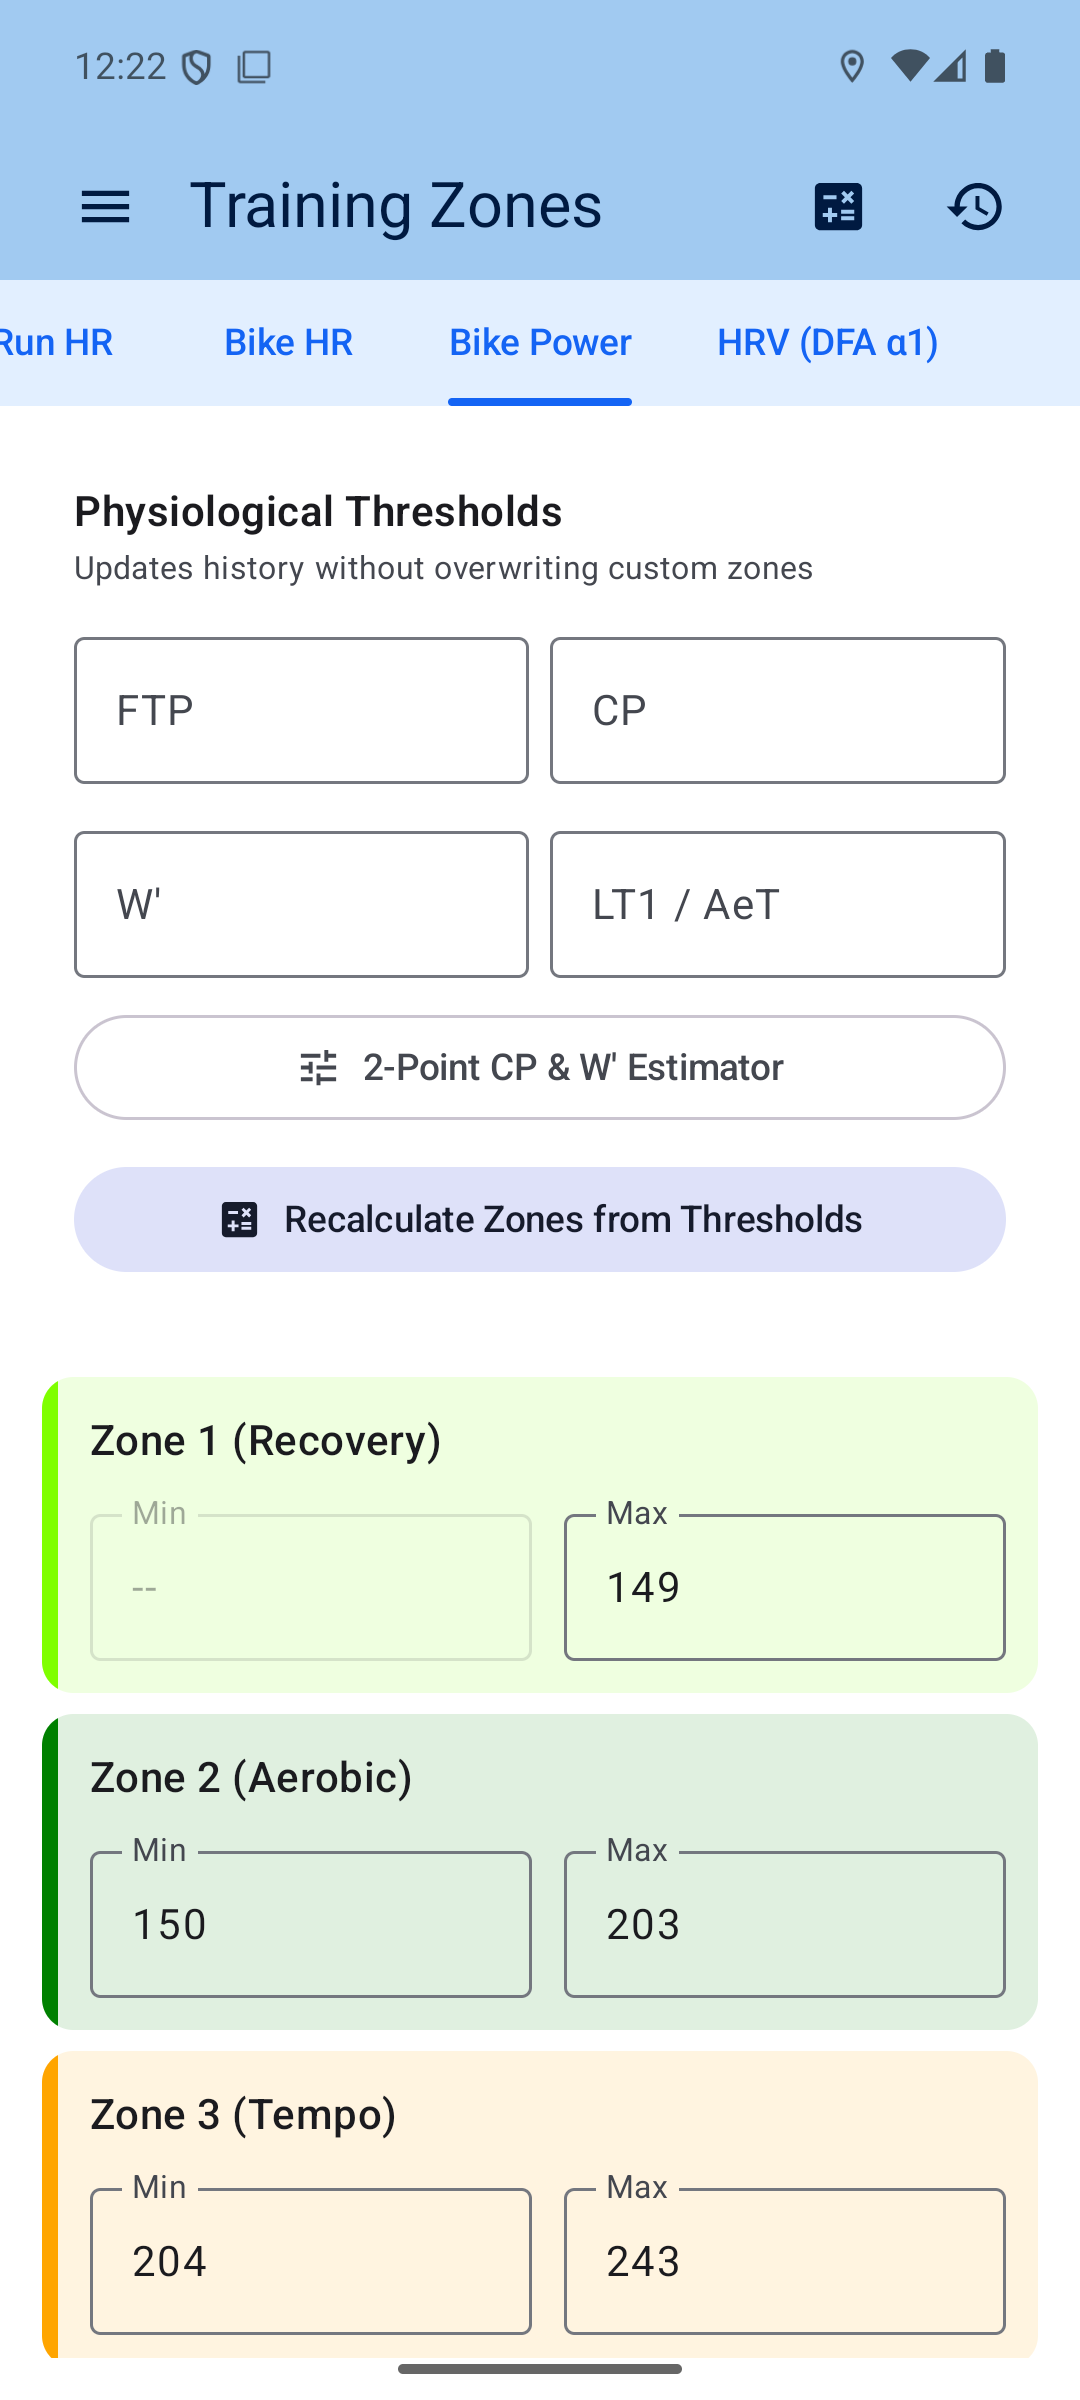 12:22
Training Zones
Run HR
Bike HR
Bike Power
HRV (DFA α1)
Physiological Thresholds
Updates history without overwriting custom zones
FTP
CP
W'
LT1 / AeT
2-Point CP & W' Estimator
Recalculate Zones from Thresholds
Zone 1 (Recovery)
Min
--
Max
149
Zone 2 (Aerobic)
Min
150
Max
203
Zone 3 (Tempo)
Min
204
Max
243